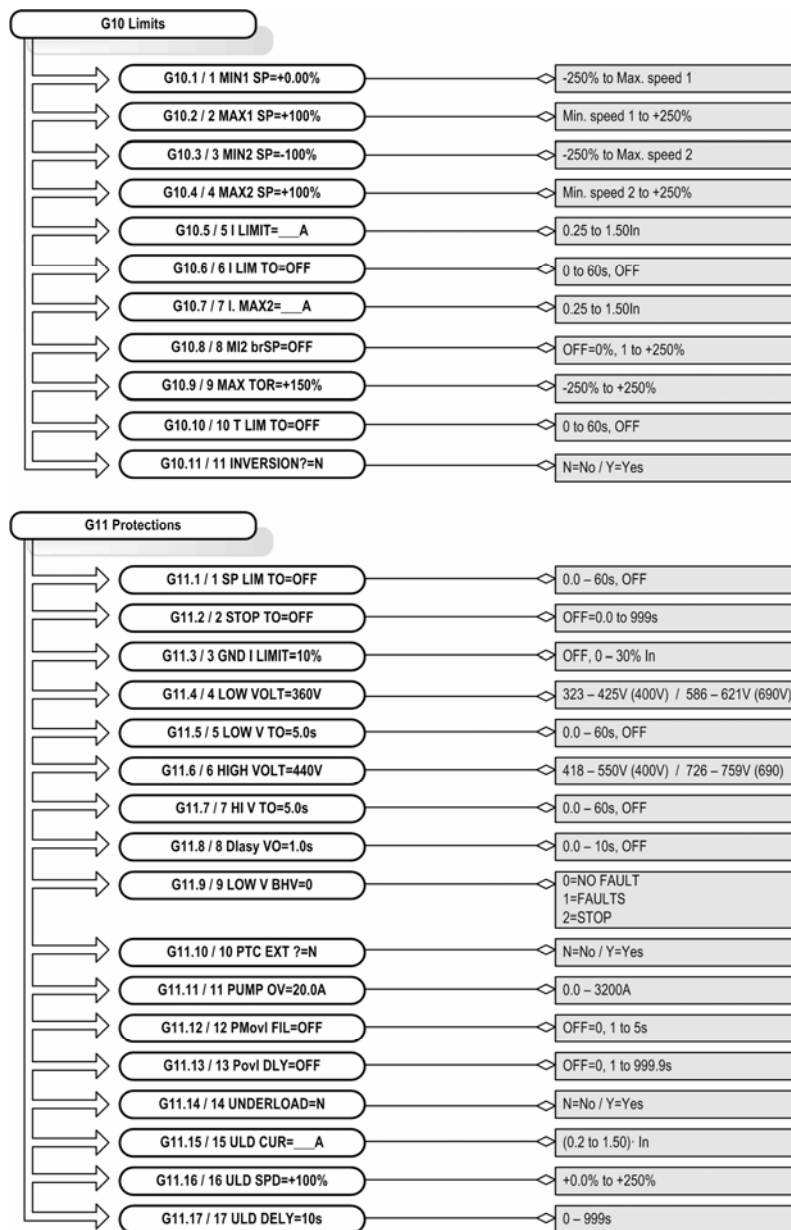 G10 Limits
G10.1 / 1 MIN1 SP=+0.00% -250% to Max. speed 1
G10.2 / 2 MAX1 SP=+100% Min. speed 1 to +250%
G10.3 / 3 MIN2 SP=-100% -250% to Max. speed 2
G10.4 / 4 MAX2 SP=+100% Min. speed 2 to +250%
G10.5 / 5 I LIMIT=___A 0.25 to 1.50In
G10.6 / 6 I LIM TO=OFF 0 to 60s, OFF
G10.7 / 7 I. MAX2=___A 0.25 to 1.50In
G10.8 / 8 MI2 brSP=OFF OFF=0%, 1 to +250%
G10.9 / 9 MAX TOR=+150% -250% to +250%
G10.10 / 10 T LIM TO=OFF 0 to 60s, OFF
G10.11 / 11 INVERSION?=N N=No / Y=Yes
G11 Protections
G11.1 / 1 SP LIM TO=OFF 0.0 – 60s, OFF
G11.2 / 2 STOP TO=OFF OFF=0.0 to 999s
G11.3 / 3 GND I LIMIT=10% OFF, 0 – 30% In
G11.4 / 4 LOW VOLT=360V 323 – 425V (400V) / 586 – 621V (690V)
G11.5 / 5 LOW V TO=5.0s 0.0 – 60s, OFF
G11.6 / 6 HIGH VOLT=440V 418 – 550V (400V) / 726 – 759V (690)
G11.7 / 7 HI V TO=5.0s 0.0 – 60s, OFF
G11.8 / 8 DIasy VO=1.0s 0.0 – 10s, OFF
G11.9 / 9 LOW V BHV=0 0=NO FAULT
1=FAULTS
2=STOP
G11.10 / 10 PTC EXT ?=N N=No / Y=Yes
G11.11 / 11 PUMP OV=20.0A 0.0 – 3200A
G11.12 / 12 PMovl FIL=OFF OFF=0, 1 to 5s
G11.13 / 13 Povl DLY=OFF OFF=0, 1 to 999.9s
G11.14 / 14 UNDERLOAD=N N=No / Y=Yes
G11.15 / 15 ULD CUR=___A (0.2 to 1.50)· In
G11.16 / 16 ULD SPD=+100% +0.0% to +250%
G11.17 / 17 ULD DELY=10s 0 – 999s